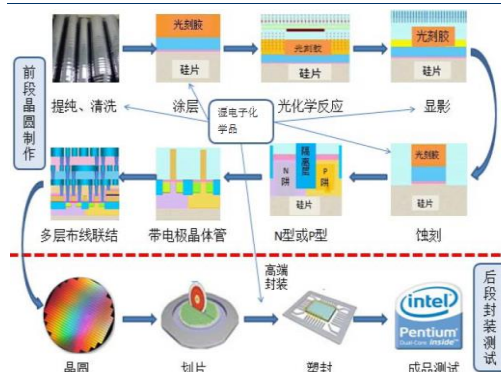 光刻胶
光刻胶
光刻胶
硅片
硅片
硅片
硅片
前段晶圆制作
提纯、清洗
涂层
湿电子化
学品
光化学反应
显影
隔离层
N
阱
P
阱
光刻胶
硅片
多层布线联结
带电极晶体管
N型或P型
蚀刻
高端
封装
后段封装测试
intel
Pentium
Dual-Core inside
晶圆
划片
塑封
成品测试